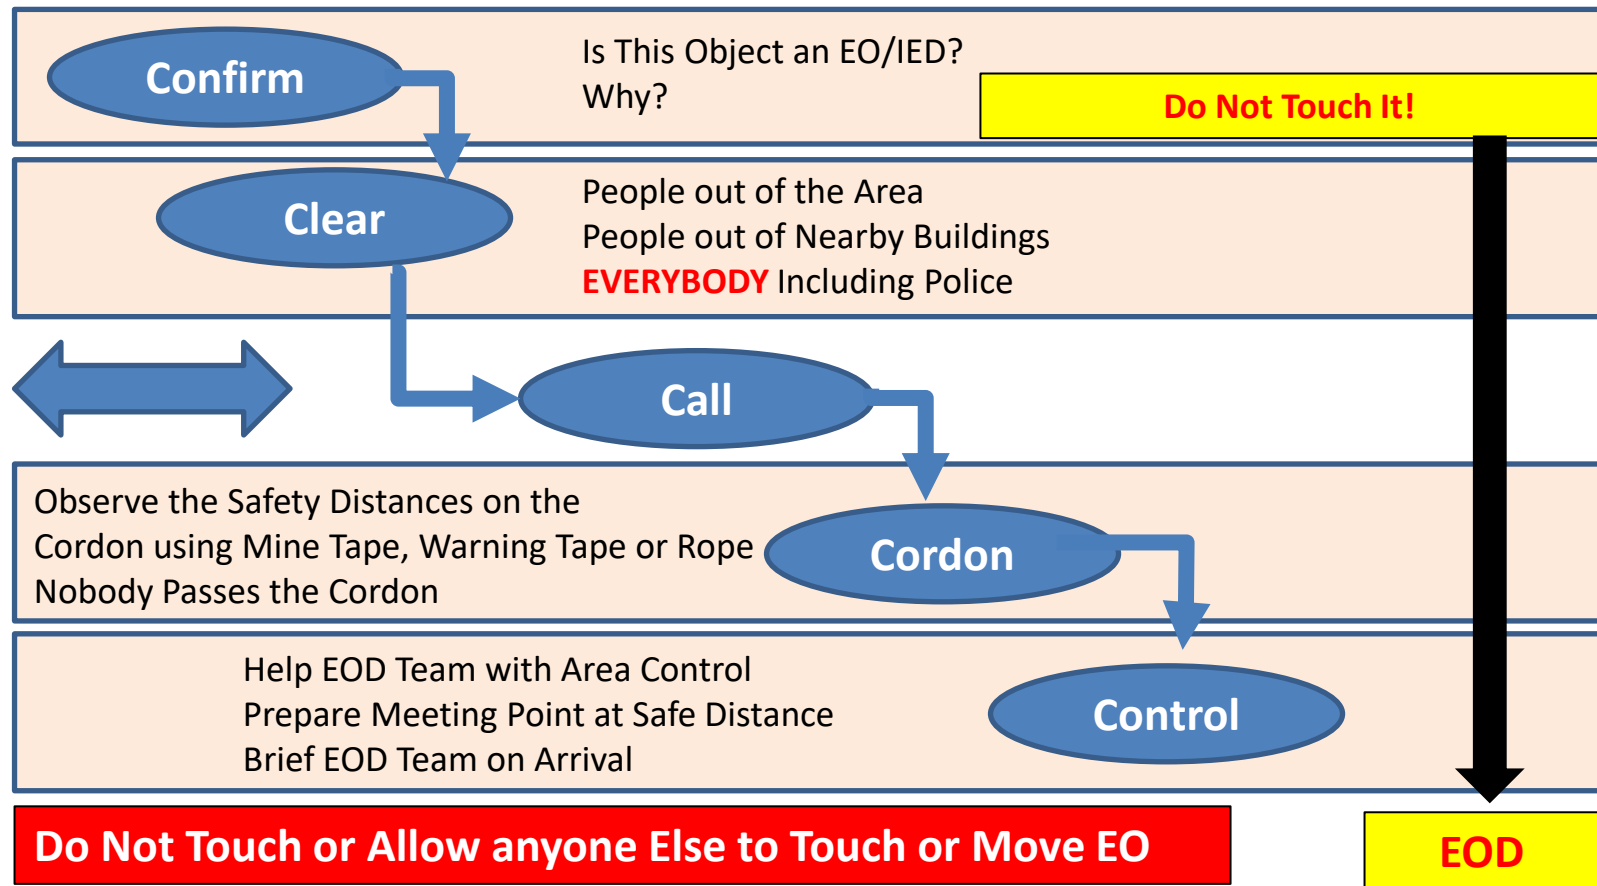 Confirm
Is This Object an EO/IED?
Why?
Do Not Touch It!
Clear
People out of the Area
People out of Nearby Buildings
EVERYBODY Including Police
Call
Observe the Safety Distances on the
Cordon using Mine Tape, Warning Tape or Rope
Nobody Passes the Cordon
Cordon
Help EOD Team with Area Control
Prepare Meeting Point at Safe Distance
Brief EOD Team on Arrival
Control
Do Not Touch or Allow anyone Else to Touch or Move EO
EOD